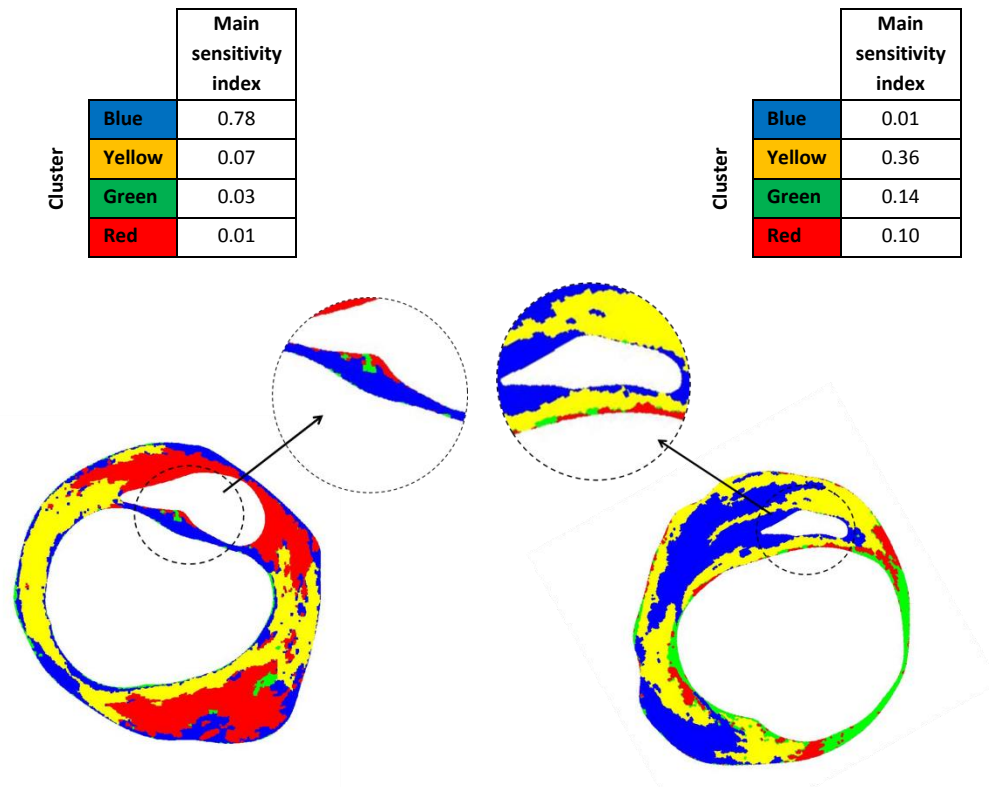 Main
sensitivity
index
Cluster
Blue 0.78
Yellow 0.07
Green 0.03
Red 0.01
Main
sensitivity
index
Cluster
Blue 0.01
Yellow 0.36
Green 0.14
Red 0.10